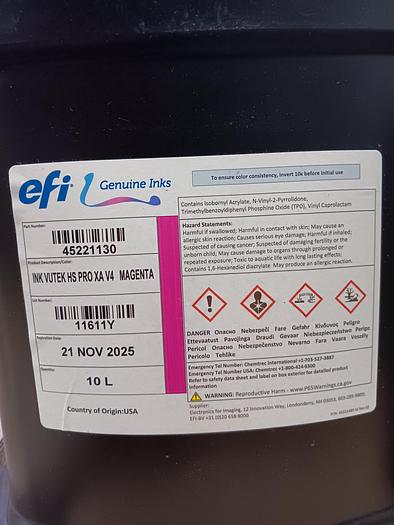 efi Genuine Inks
To ensure color consistency, invert 10x before initial use
Part Number:
45221130
Product Description/Color:
INK VUTEK HS PRO XA V4 MAGENTA
Lot Number:
11611Y
Expiration Date:
21 NOV 2025
Quantity:
10 L
Country of Origin:USA
Contains Isobornyl Acrylate, N-Vinyl-2-Pyrrolidone,
Trimethylbenzoyldiphenyl Phosphine Oxide (TPO), Vinyl Caprolactam
Hazard Statements:
Harmful if swallowed; Harmful in contact with skin; May cause an
allergic skin reaction; Causes serious eye damage; Harmful if inhaled;
Suspected of causing cancer; Suspected of damaging fertility or the
unborn child; May cause damage to organs through prolonged or
repeated exposure; Toxic to aquatic life with long lasting effects;
Contains 1,6-Hexanediol diacrylate. May produce an allergic reaction.
DANGER Опасно Nebezpečí Fare Gefahr Κίνδυνος Peligro
Ettevaatust Pavojinga Draudi Gevaar Niebezpieczeństwo Perigo
Pericol Опасно Nebezpečenstvo Nevarno Fara Vaara Veszély
Pericolo Tehlike
Emergency Tel Number: Chemtrec International +1-703-527-3887
Emergency Tel Number USA: Chemtrec +1-800-424-9300
Refer to safety data sheet and label on box exterior for detailed product
information
WARNING: Reproductive Harm - www.P65Warnings.ca.gov
Supplier:
Electronics for Imaging, 12 Innovation Way, Londonderry, NH 03053, 603-285-9800,
EFI-BV +31 (0)20 658 8000